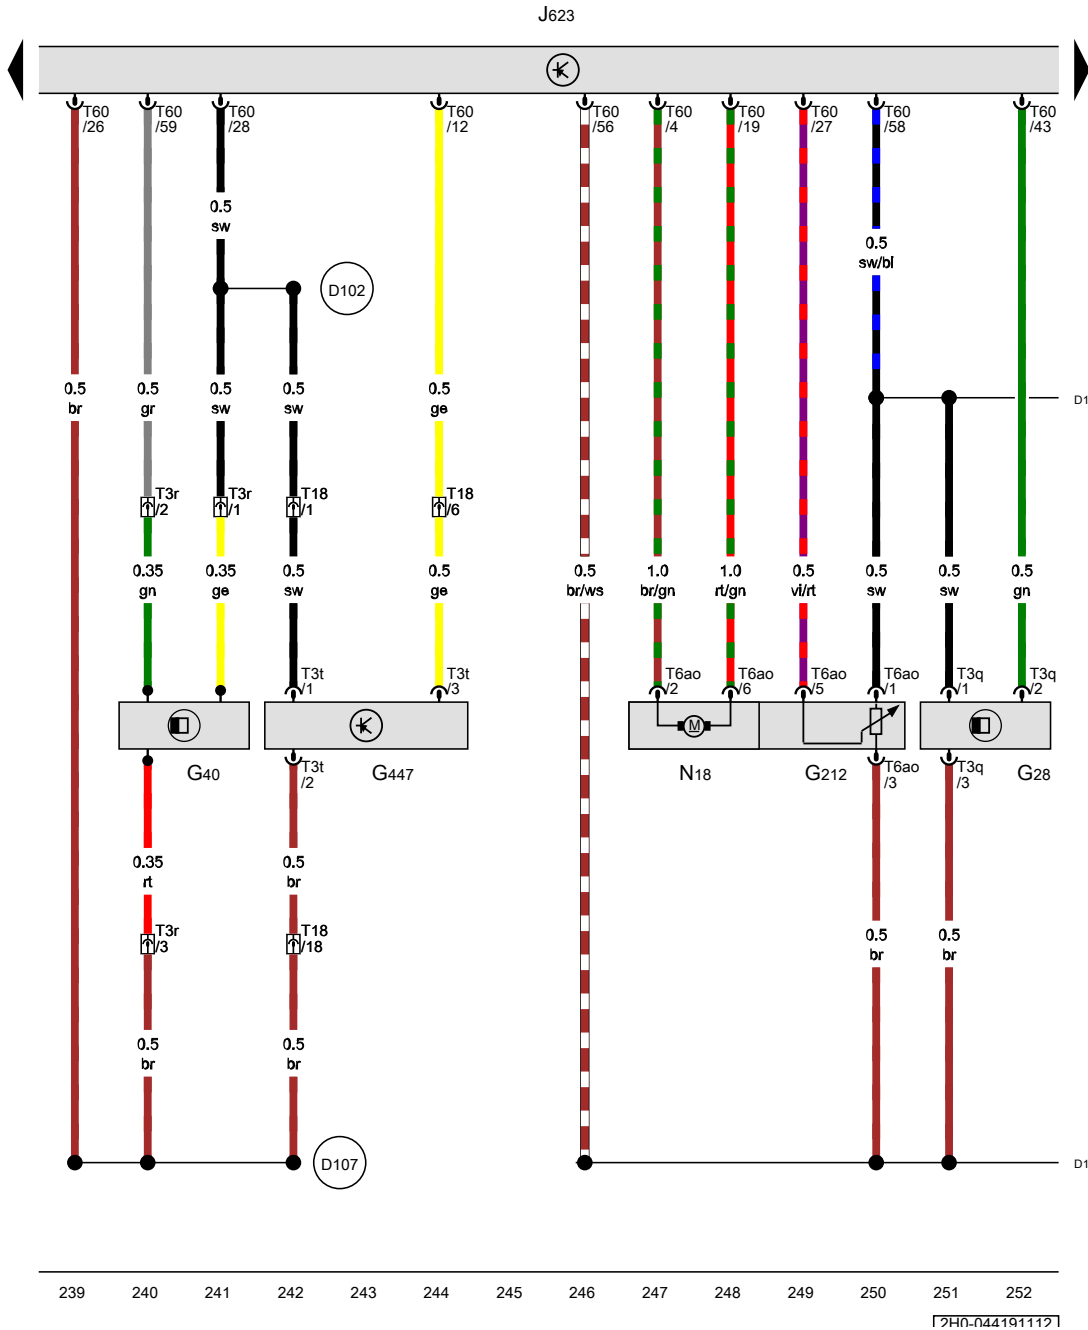 J623
T60 T60 T60 T60 T60 T60 T60 T60 T60 T60
/26 /59 /28 /12 /56 /4 /19 /27 /58 /43
0.5
sw
0.5
sw/bl
D102
0.5 0.5 0.5 0.5 0.5
br gr sw sw ge
D1
T3r T3r T18 T18
/2 /1 /1 /6
0.35 0.35 0.5 0.5 0.5 1.0 1.0 0.5 0.5 0.5 0.5
gn ge sw ge br/ws br/gn rt/gn vi/rt sw sw gn
T3t T3t T6ao T6ao T6ao T6ao T3q T3q
/1 /3 /2 /6 /5 /1 /1 /2
M
G40 T3t G447 N18 G212 T6ao T3q G28
/2 /3 /3
0.35 0.5
rt br
T3r T18
/3 /18
0.5 0.5
br br
0.5 0.5
br br
D107
D1
239 240 241 242 243 244 245 246 247 248 249 250 251 252
2H0-044191112